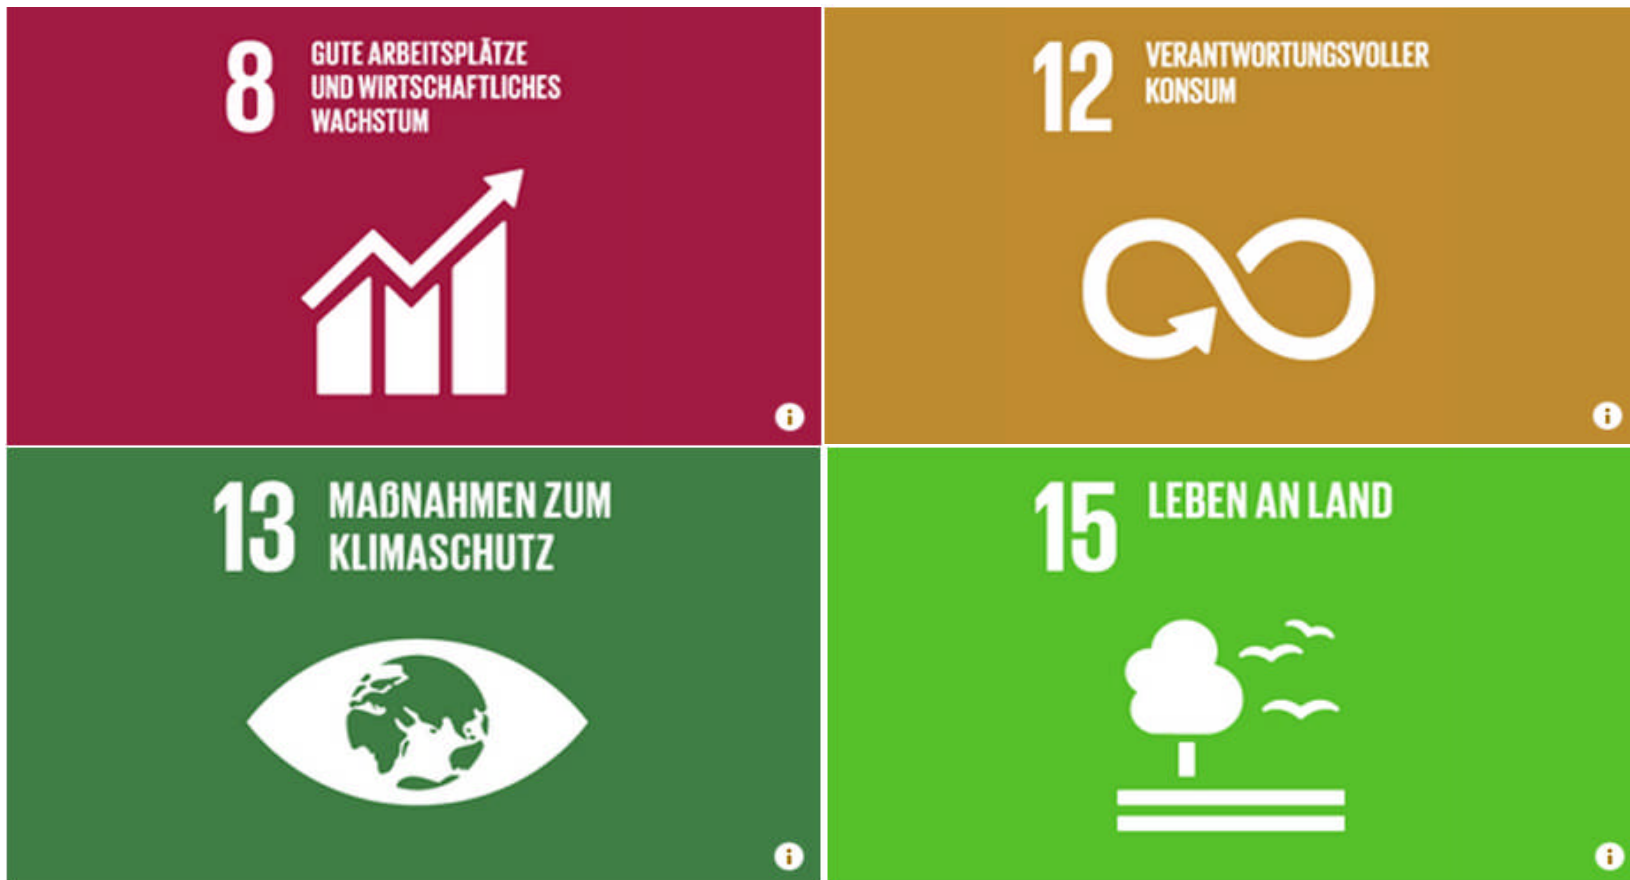 8
GUTE ARBEITSPLÄTZE
UND WIRTSCHAFTLICHES
WACHSTUM
12
VERANTWORTUNGSVOLLER
KONSUM
i
i
13
MAßNAHMEN ZUM
KLIMASCHUTZ
15
LEBEN AN LAND
i
i